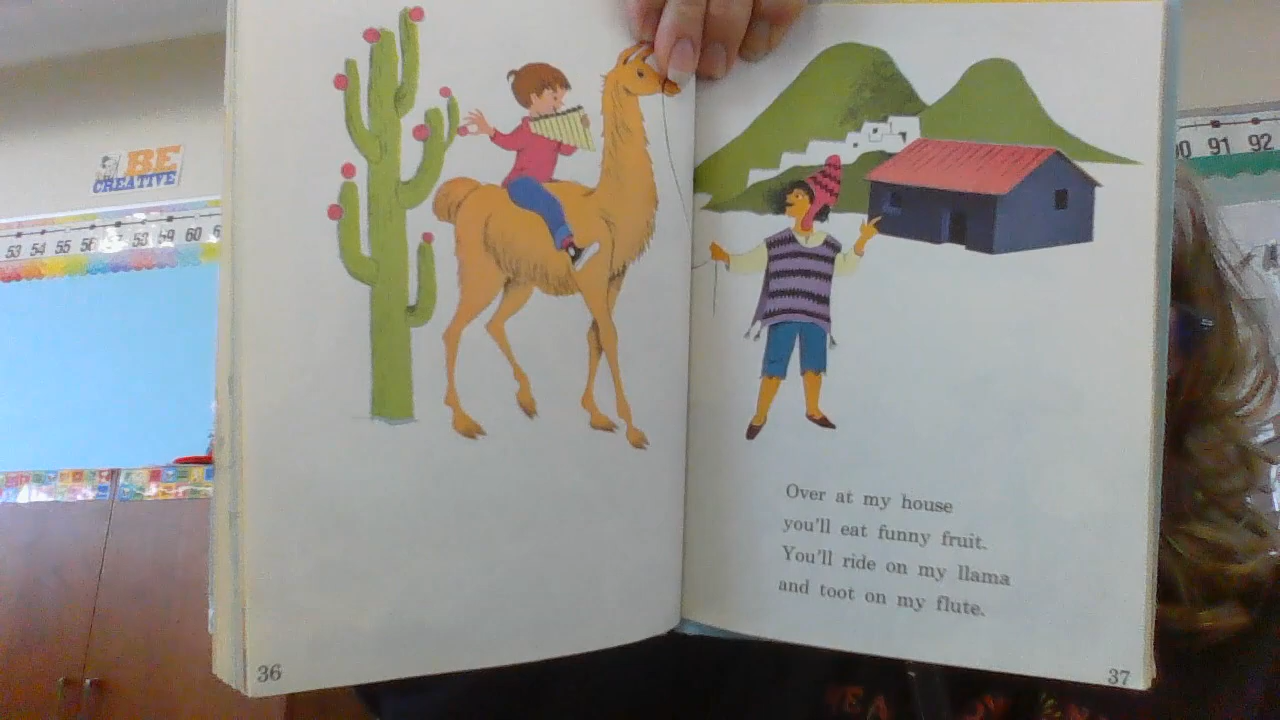 BE
CREATIVE
53 54 55 56 57 58 59 60
90 91 92
Over at my house
you'll eat funny fruit.
You'll ride on my llama
and toot on my flute.
36
37